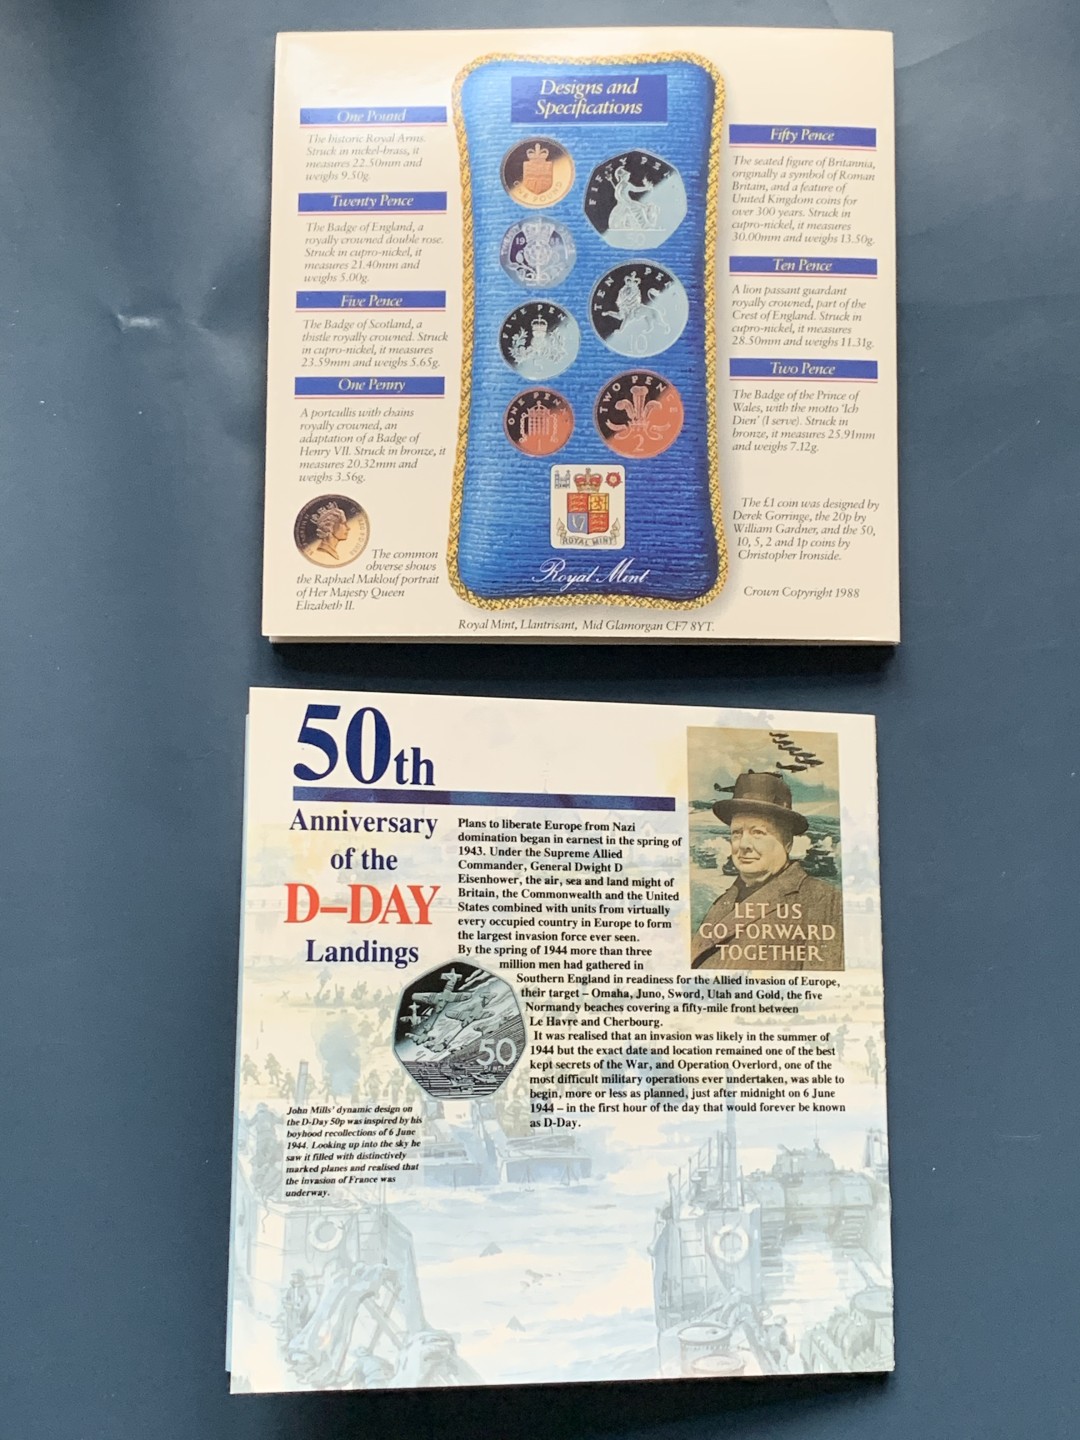 Designs and
Specifications
One Pound
The historic Royal Arms.
Struck in nickel-brass, it
measures 22.50mm and
weighs 9.50g.
Twenty Pence
The Badge of England, a
royally crowned double rose.
Struck in cupro-nickel, it
measures 21.40mm and
weighs 5.00g.
Five Pence
The Badge of Scotland, a
thistle royally crowned. Struck
in cupro-nickel, it measures
23.59mm and weighs 5.65g.
One Penny
A portcullis with chains
royally crowned, an
adaptation of a Badge of
Henry VII. Struck in bronze, it
measures 20.32mm and
weighs 3.56g.
The common
obverse shows
the Raphael Maklouf portrait
of Her Majesty Queen
Elizabeth II.
ONE POUND
FIFTY PE
50
19
TEN PEN
10
FIVE PEN
5
ONE PENN
1
TWO PENC
2
ROYAL MINT
Royal Mint
Fifty Pence
The seated figure of Britannia,
originally a symbol of Roman
Britain, and a feature of
United Kingdom coins for
over 300 years. Struck in
cupro-nickel, it measures
30.00mm and weighs 13.50g.
Ten Pence
A lion passant guardant
royally crowned, part of the
Crest of England. Struck in
cupro-nickel, it measures
28.50mm and weighs 11.31g.
Two Pence
The Badge of the Prince of
Wales, with the motto 'Ich
Dien' (I serve). Struck in
bronze, it measures 25.91mm
and weighs 7.12g.
The £1 coin was designed by
Derek Gorringe, the 20p by
William Gardner, and the 50,
10, 5, 2 and 1p coins by
Christopher Ironside.
Crown Copyright 1988
Royal Mint, Llantrisant, Mid Glamorgan CF7 8YT.
50th
Anniversary
of the
D-DAY
Landings
Plans to liberate Europe from Nazi
domination began in earnest in the spring of
1943. Under the Supreme Allied
Commander, General Dwight D
Eisenhower, the air, sea and land might of
Britain, the Commonwealth and the United
States combined with units from virtually
every occupied country in Europe to form
the largest invasion force ever seen.
By the spring of 1944 more than three
million men had gathered in
Southern England in readiness for the Allied invasion of Europe,
their target – Omaha, Juno, Sword, Utah and Gold, the five
Normandy beaches covering a fifty-mile front between
Le Havre and Cherbourg.
It was realised that an invasion was likely in the summer of
1944 but the exact date and location remained one of the best
kept secrets of the War, and Operation Overlord, one of the
most difficult military operations ever undertaken, was able to
begin, more or less as planned, just after midnight on 6 June
1944 – in the first hour of the day that would forever be known
as D-Day.
"LET US
GO FORWARD
TOGETHER"
50
PENCE
John Mills' dynamic design on
the D-Day 50p was inspired by his
boyhood recollections of 6 June
1944. Looking up into the sky he
saw it filled with distinctively
marked planes and realised that
the invasion of France was
underway.